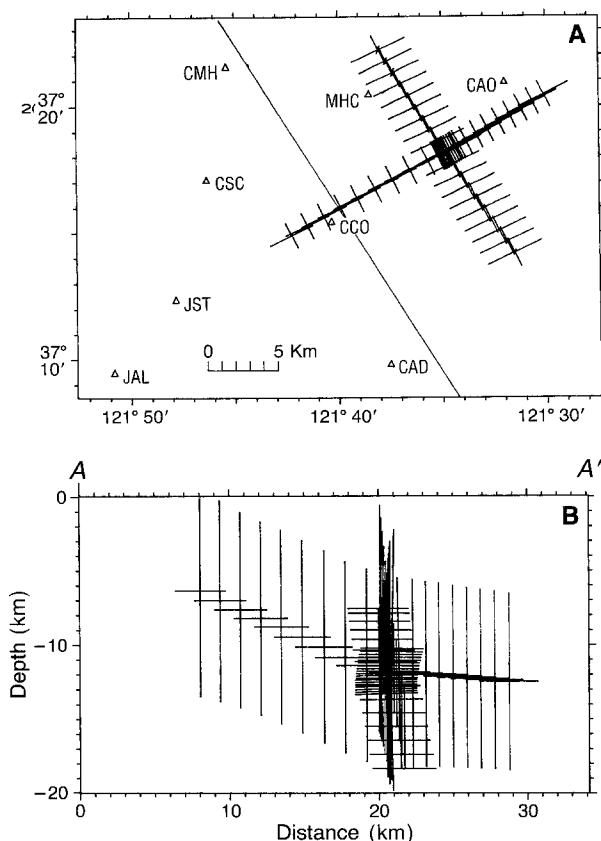 A
CMH
MHC
CAO
37°
20'
CSC
CCO
JST
0 5 Km
37°
10'
JAL
CAD
121° 50' 121° 40' 121° 30'
A A'
B
0
-10
-20
Depth (km)
0 10 20 30
Distance (km)